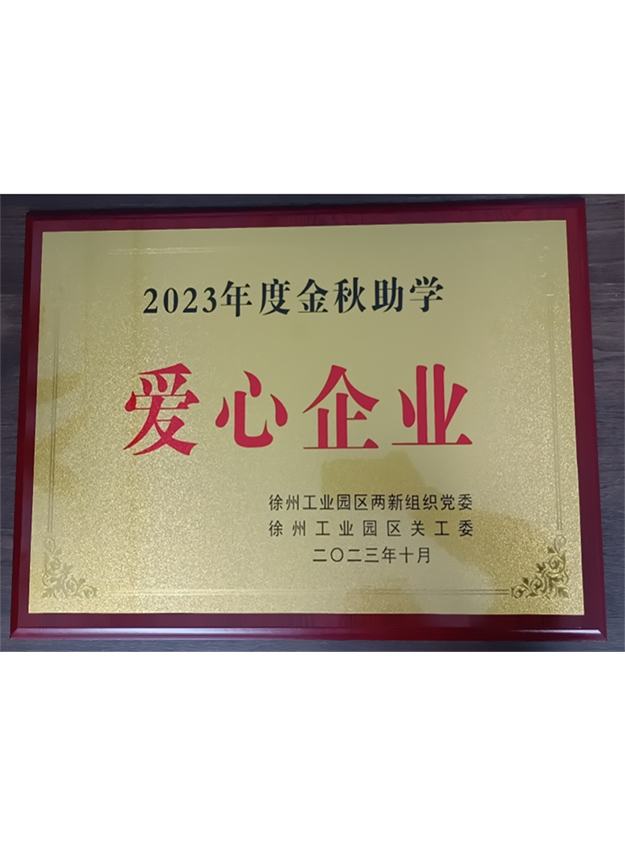 2023年度金秋助学
爱心企业
徐州工业园区两新组织党委
徐州工业园区关工委
二〇二三年十月